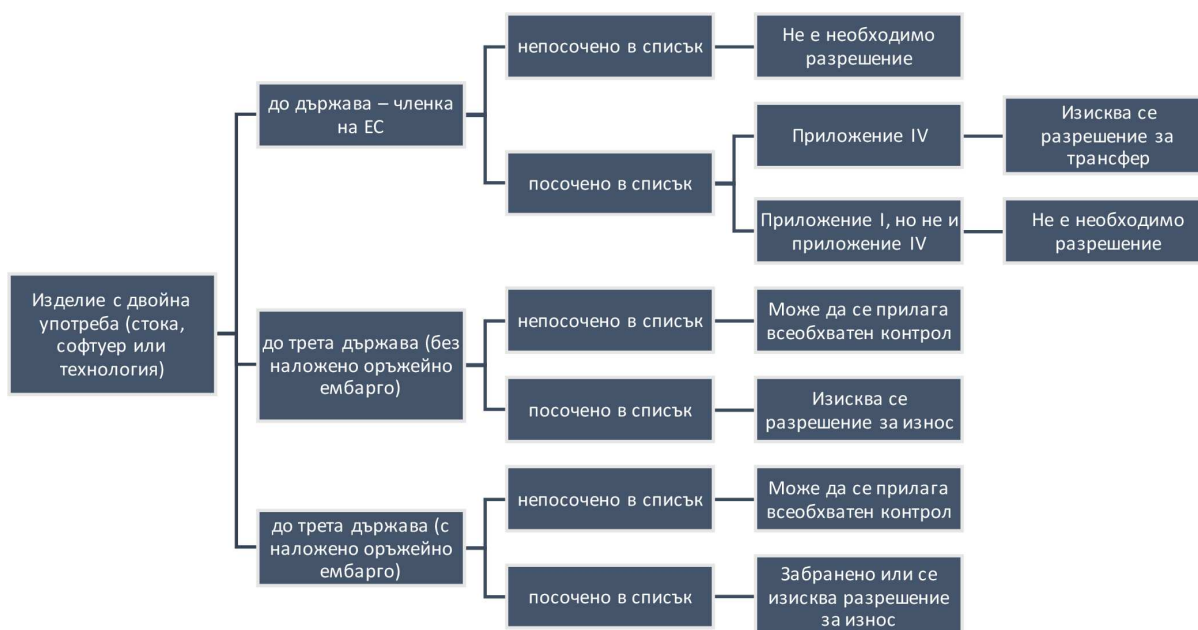 Изделие с двойна
употреба (стока,
софтуер или
технология)
до държава – членка
на ЕС
непосочено в списък
Не е необходимо
разрешение
посочено в списък
Приложение IV
Изисква се
разрешение за
трансфер
Приложение I, но не и
приложение IV
Не е необходимо
разрешение
до трета държава (без
наложено оръжейно
ембарго)
непосочено в списък
Може да се прилага
всеобхватен контрол
посочено в списък
Изисква се
разрешение за износ
до трета държава (с
наложено оръжейно
ембарго)
непосочено в списък
Може да се прилага
всеобхватен контрол
посочено в списък
Забранено или се
изисква разрешение
за износ